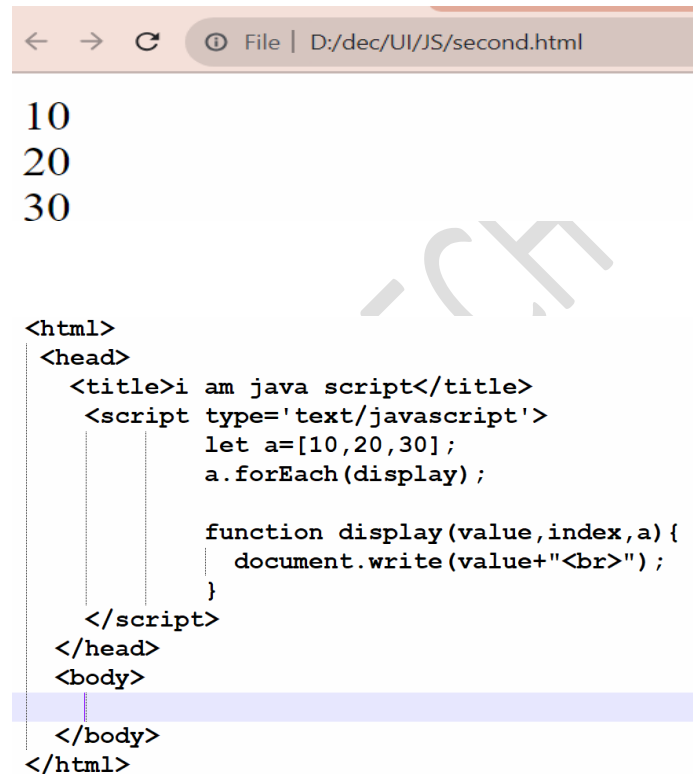 File | D:/dec/UI/JS/second.html
10
20
30
<html>
<head>
<title>i am java script</title>
<script type='text/javascript'>
let a=[10,20,30];
a.forEach(display);
function display(value,index,a){
document.write(value+"<br>");
}
</script>
</head>
<body>
</body>
</html>